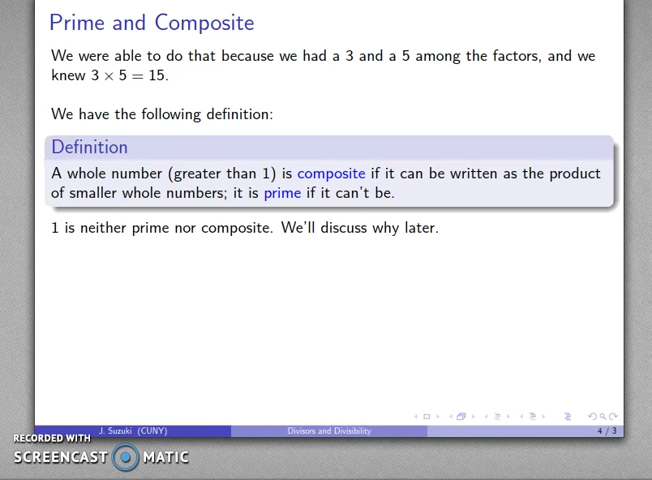 Prime and Composite
We were able to do that because we had a 3 and a 5 among the factors, and we
knew 3 × 5 = 15.
We have the following definition:
Definition
A whole number (greater than 1) is composite if it can be written as the product
of smaller whole numbers; it is prime if it can't be.
1 is neither prime nor composite. We'll discuss why later.
J. Suzuki (CUNY) Divisors and Divisibility 4 / 3
RECORDED WITH
SCREENCAST MATIC